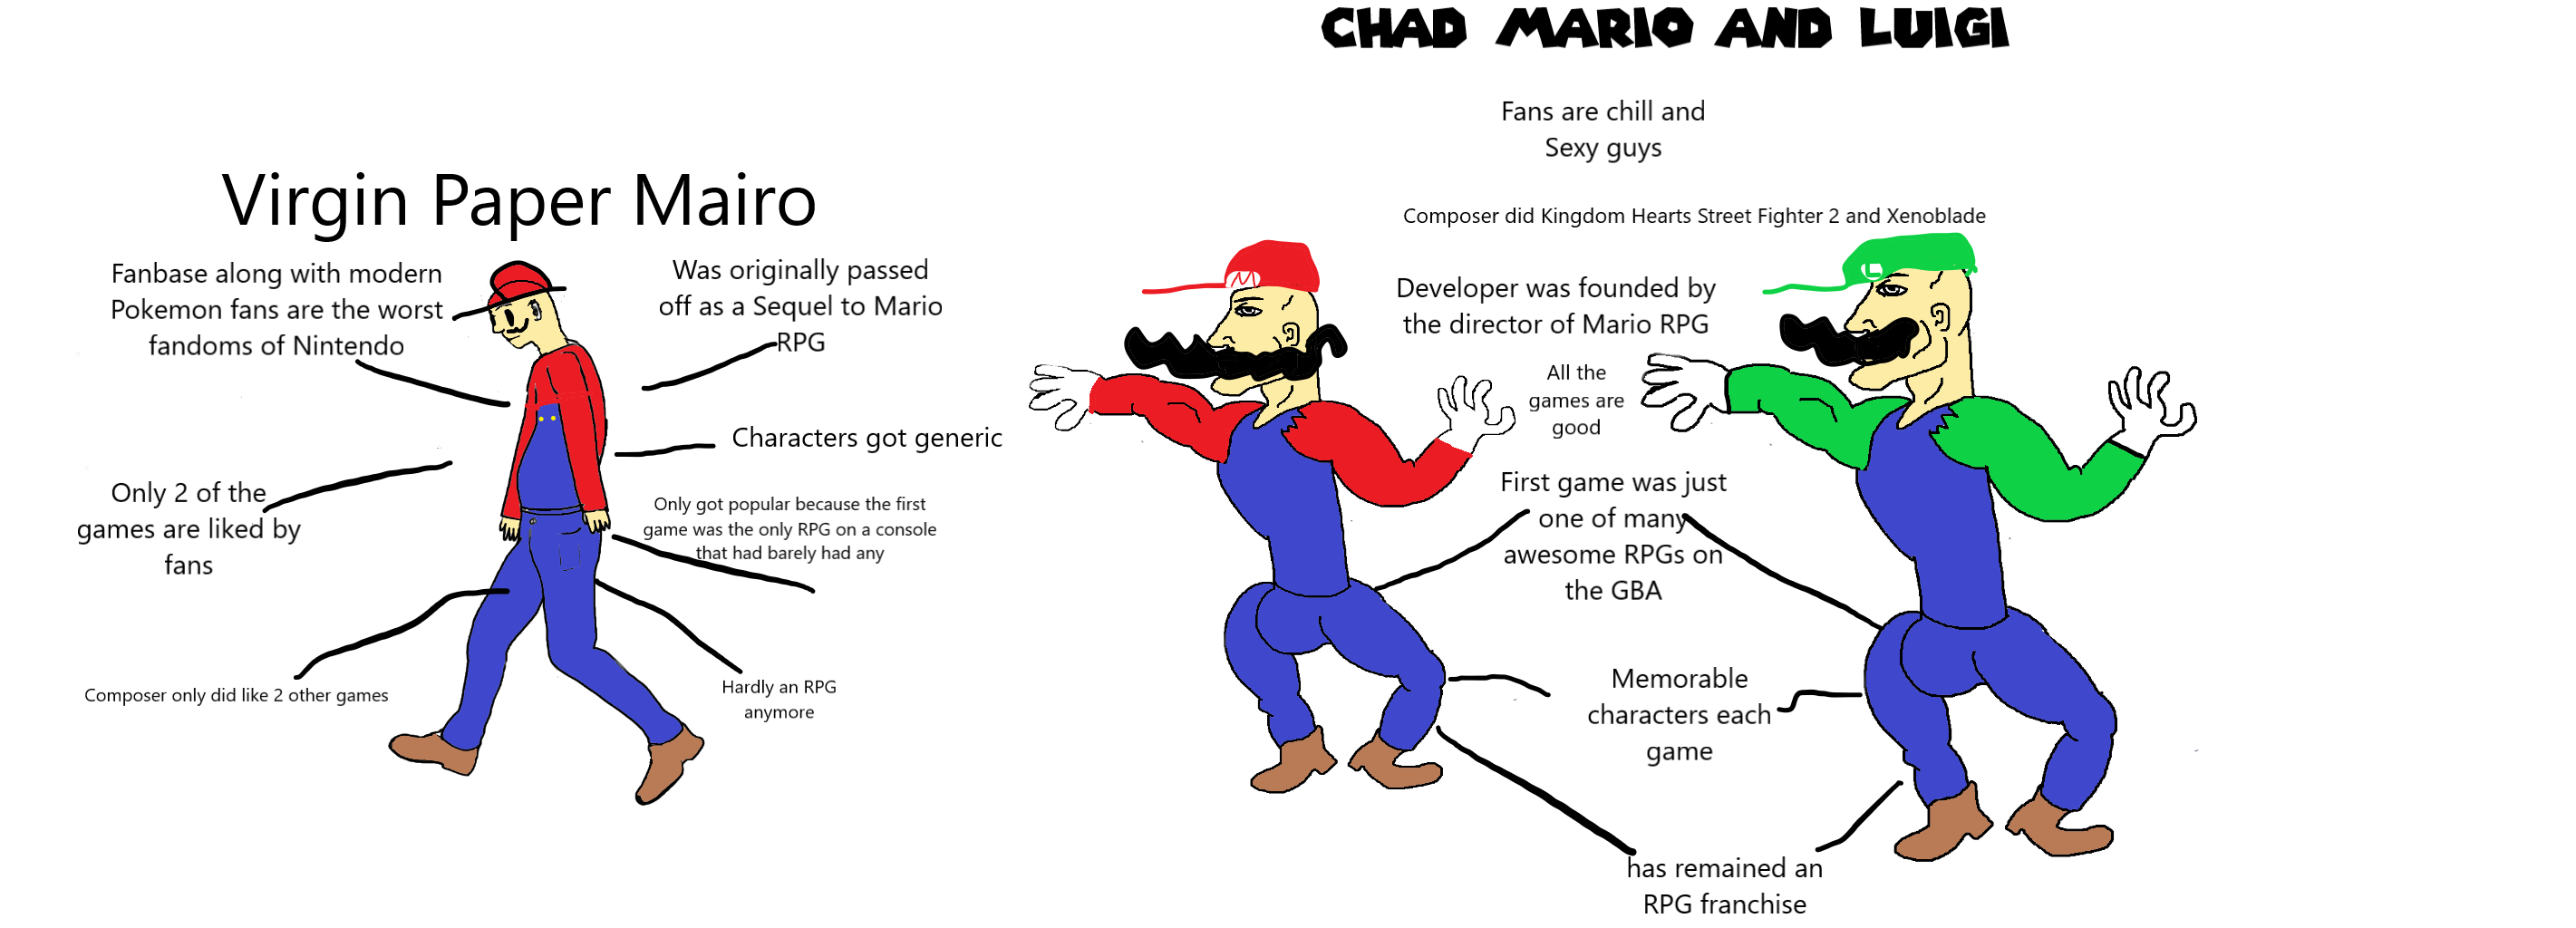 Virgin Paper Mairo
Fanbase along with modern
Pokemon fans are the worst
fandoms of Nintendo
Was originally passed
off as a Sequel to Mario
RPG
Characters got generic
Only 2 of the
games are liked by
fans
Only got popular because the first
game was the only RPG on a console
that had barely had any
Composer only did like 2 other games
Hardly an RPG
anymore
CHAD MARIO AND LUIGI
Fans are chill and
Sexy guys
Composer did Kingdom Hearts Street Fighter 2 and Xenoblade
M
L
Developer was founded by
the director of Mario RPG
All the
games are
good
First game was just
one of many
awesome RPGs on
the GBA
Memorable
characters each
game
has remained an
RPG franchise